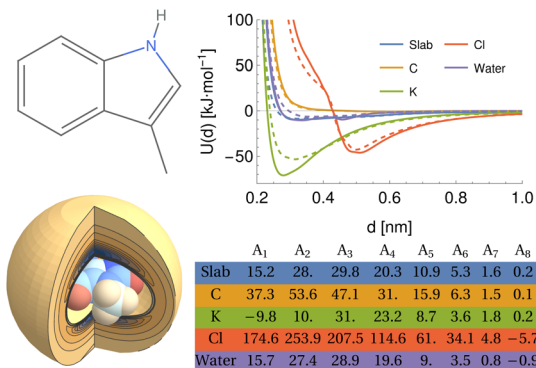 H
N
U(d) [kJ·mol⁻¹]
100
50
0
−50
Slab
C
K
Cl
Water
0.2 0.4 0.6 0.8 1.0
d [nm]
A₁ A₂ A₃ A₄ A₅ A₆ A₇ A₈
Slab 15.2 28. 29.8 20.3 10.9 5.3 1.6 0.2
C 37.3 53.6 47.1 31. 15.9 6.3 1.5 0.1
K −9.8 10. 31. 23.2 8.7 3.6 1.8 0.2
Cl 174.6 253.9 207.5 114.6 61. 34.1 4.8 −5.7
Water 15.7 27.4 28.9 19.6 9. 3.5 0.8 −0.9